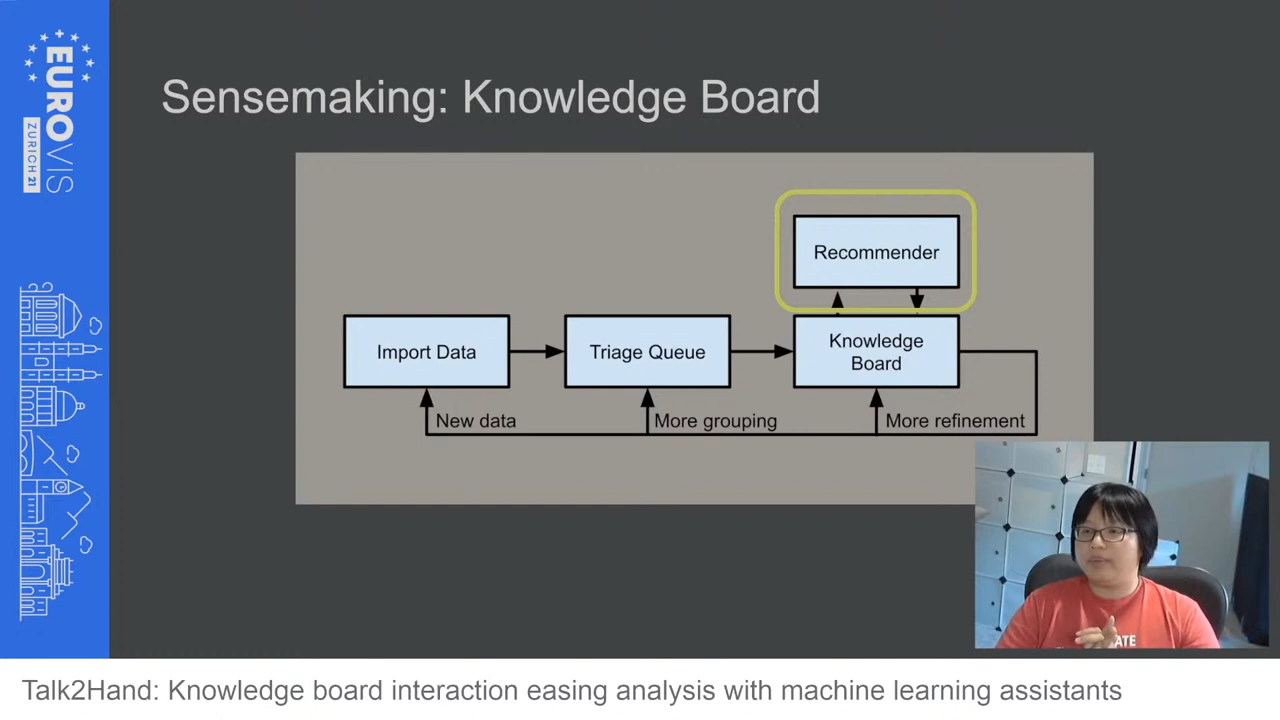 EUROVIS
ZURICH 21
Sensemaking: Knowledge Board
Recommender
Import Data
Triage Queue
Knowledge
Board
New data
More grouping
More refinement
ATE
Talk2Hand: Knowledge board interaction easing analysis with machine learning assistants